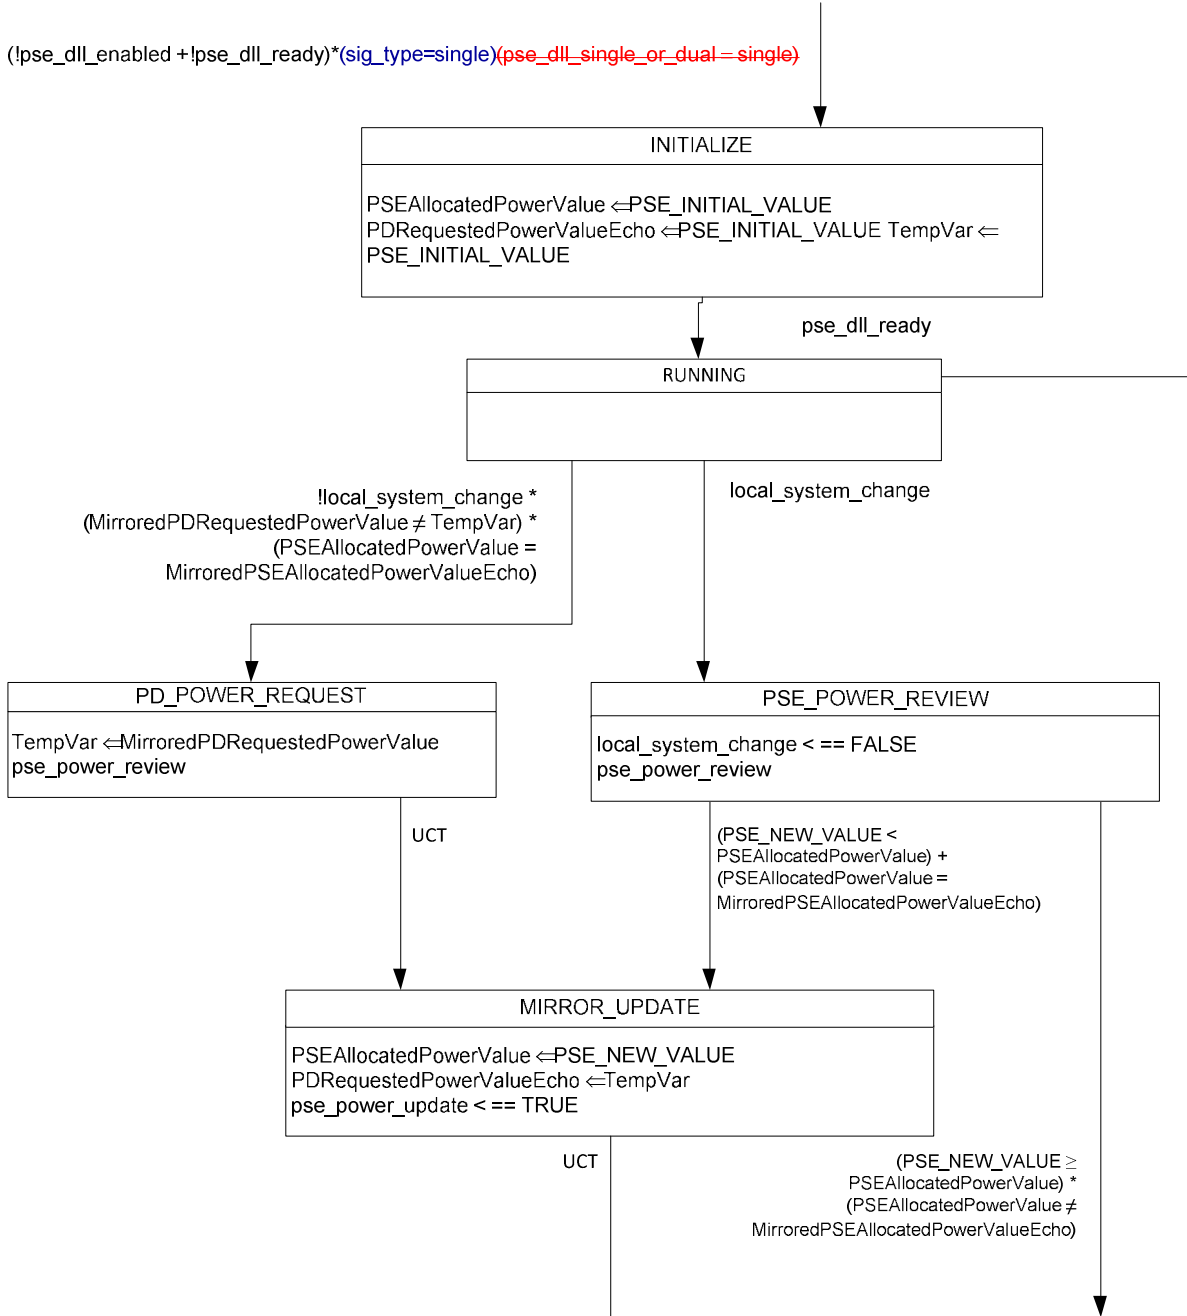 (!pse_dll_enabled +!pse_dll_ready)*(sig_type=single)(pse_dll_single_or_dual = single)
INITIALIZE
PSEAllocatedPowerValue ⇐PSE_INITIAL_VALUE
PDRequestedPowerValueEcho ⇐PSE_INITIAL_VALUE TempVar ⇐
PSE_INITIAL_VALUE
pse_dll_ready
RUNNING
!local_system_change *
(MirroredPDRequestedPowerValue ≠ TempVar) *
(PSEAllocatedPowerValue =
MirroredPSEAllocatedPowerValueEcho)
local_system_change
PD_POWER_REQUEST
TempVar ⇐MirroredPDRequestedPowerValue
pse_power_review
PSE_POWER_REVIEW
local_system_change < == FALSE
pse_power_review
UCT
(PSE_NEW_VALUE <
PSEAllocatedPowerValue) +
(PSEAllocatedPowerValue =
MirroredPSEAllocatedPowerValueEcho)
MIRROR_UPDATE
PSEAllocatedPowerValue ⇐PSE_NEW_VALUE
PDRequestedPowerValueEcho ⇐TempVar
pse_power_update < == TRUE
UCT
(PSE_NEW_VALUE ≥
PSEAllocatedPowerValue) *
(PSEAllocatedPowerValue ≠
MirroredPSEAllocatedPowerValueEcho)